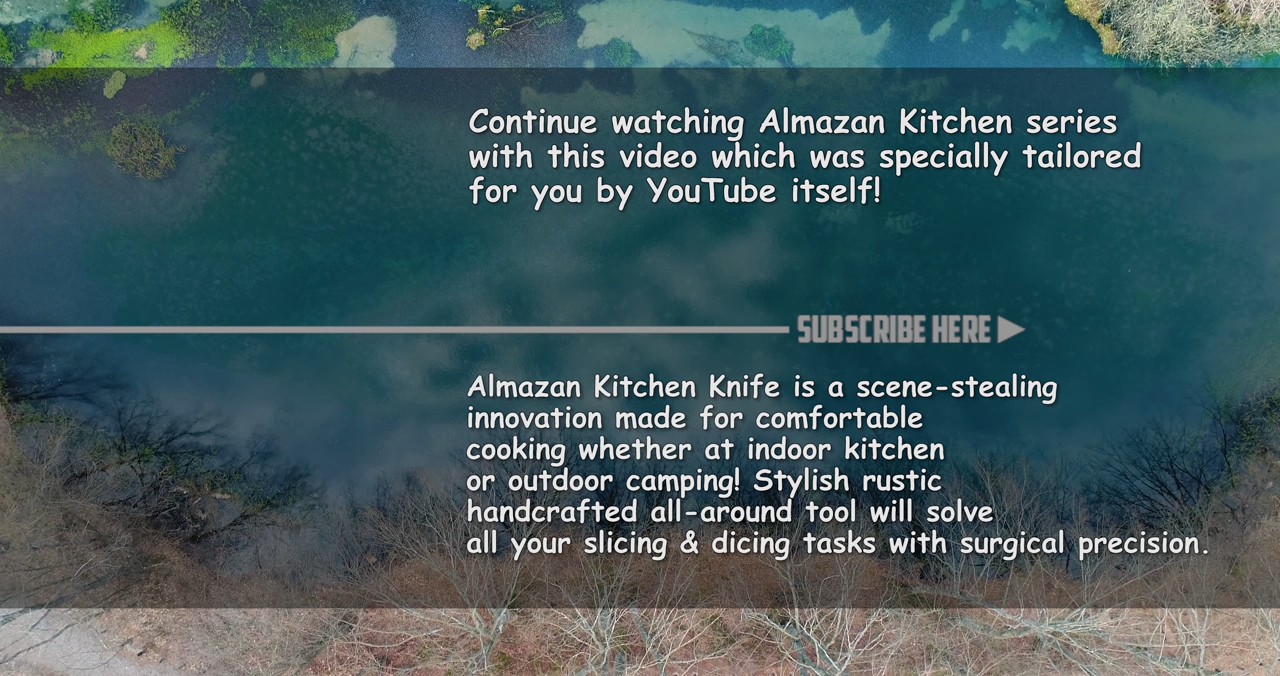 Continue watching Almazan Kitchen series
with this video which was specially tailored
for you by YouTube itself!
SUBSCRIBE HERE
Almazan Kitchen Knife is a scene-stealing
innovation made for comfortable
cooking whether at indoor kitchen
or outdoor camping! Stylish rustic
handcrafted all-around tool will solve
all your slicing & dicing tasks with surgical precision.